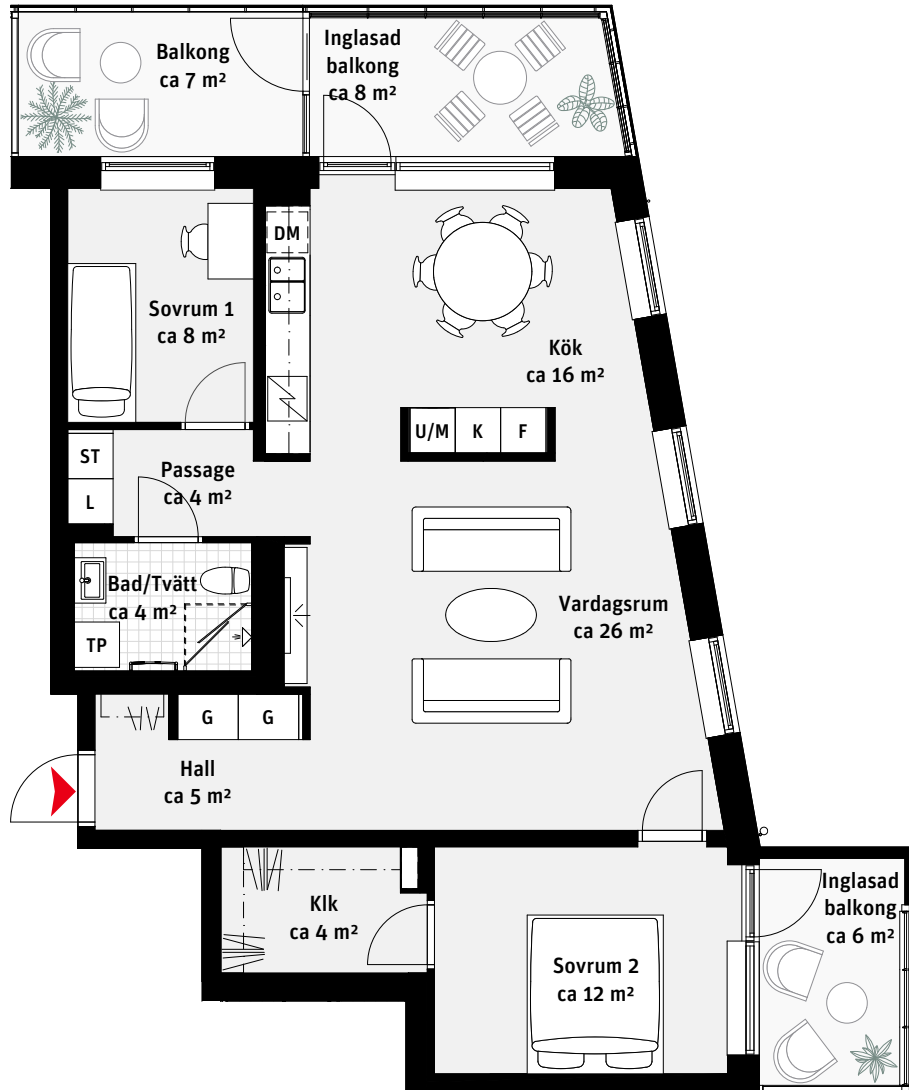 Balkong
ca 7 m²
Inglasad
balkong
ca 8 m²
DM
Sovrum 1
ca 8 m²
Kök
ca 16 m²
U/M K F
ST
L
Passage
ca 4 m²
Bad/Tvätt
ca 4 m²
TP
Vardagsrum
ca 26 m²
G G
Hall
ca 5 m²
Klk
ca 4 m²
Sovrum 2
ca 12 m²
Inglasad
balkong
ca 6 m²